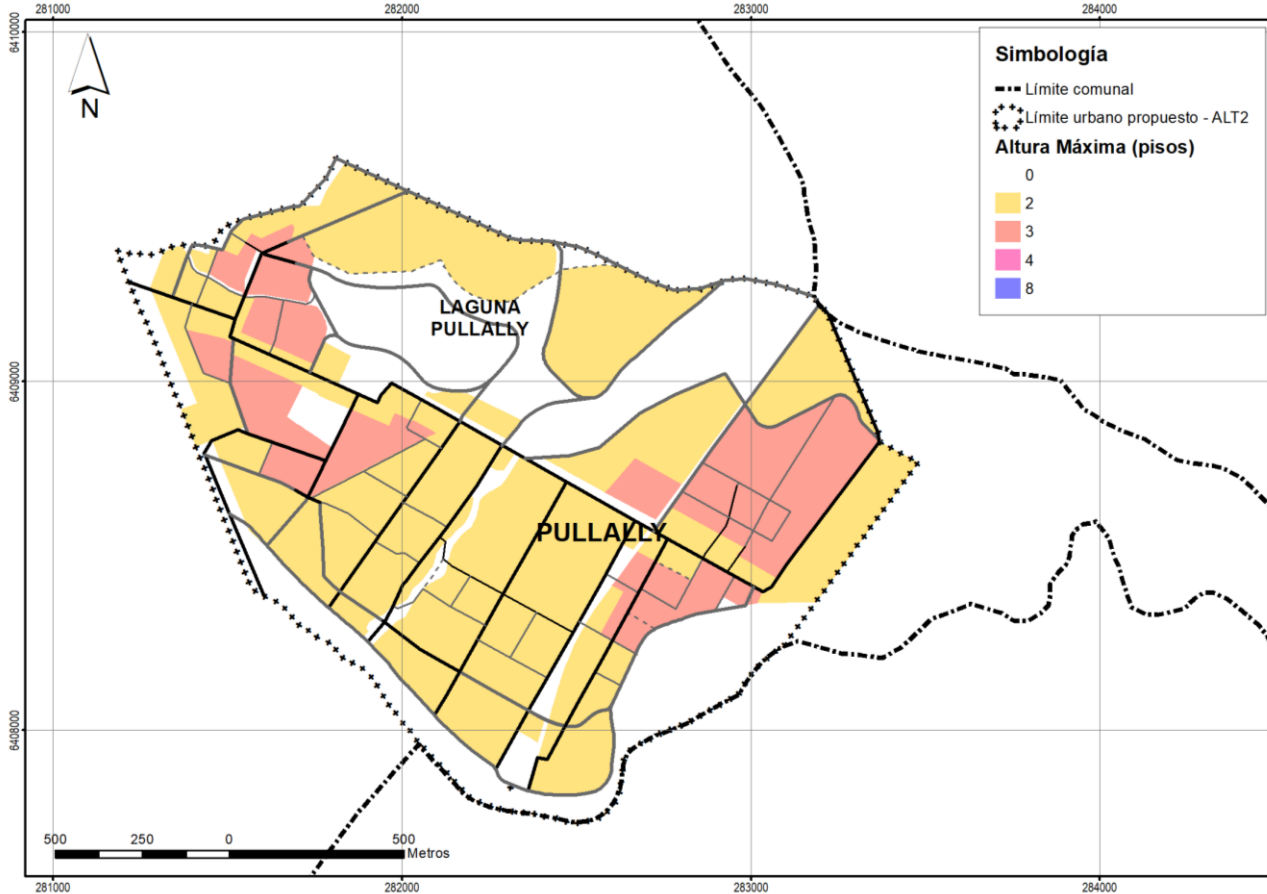 281000
282000
283000
284000
6410000
Simbología
Límite comunal
Límite urbano propuesto - ALT2
Altura Máxima (pisos)
0
2
3
4
8
N
LAGUNA
PULLALLY
6409000
PULLALLY
6408000
500
250
0
500
Metros
281000
282000
283000
284000